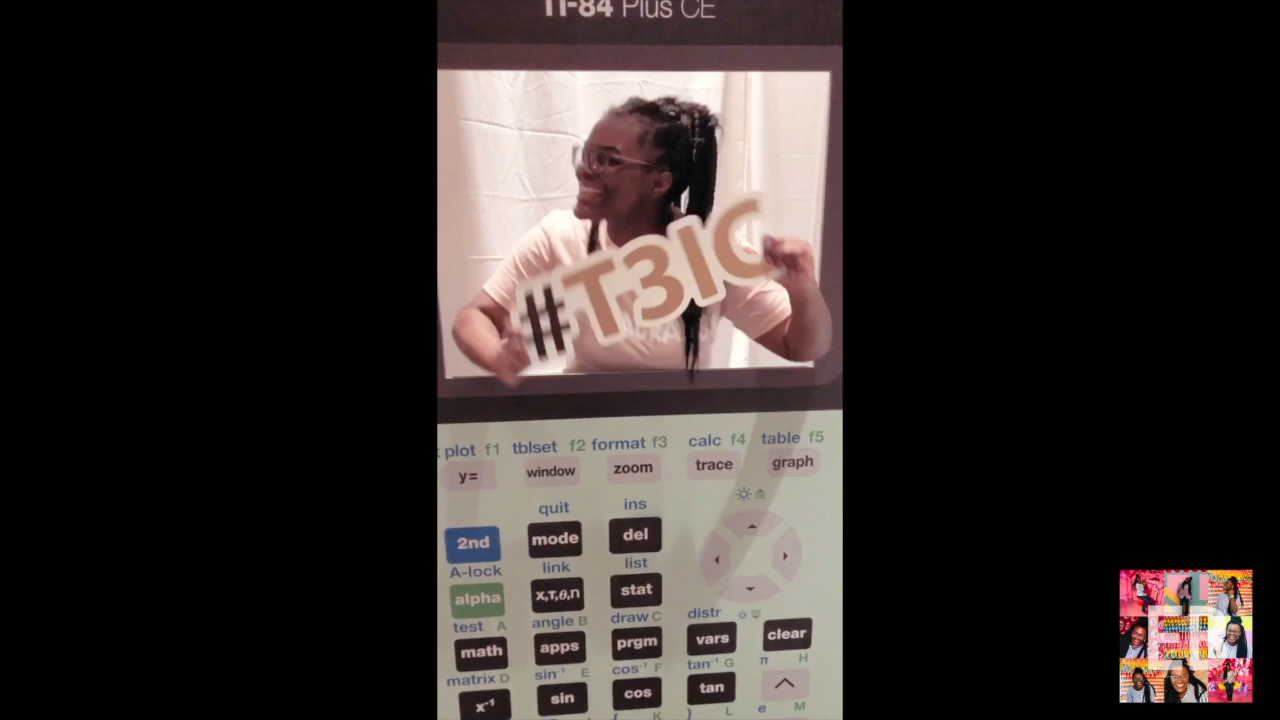 TI-84 Plus CE
#T3IC
plot f1 tblset f2 format f3 calc f4 table f5
y= window zoom trace graph
quit ins
2nd mode del
A-lock link list
alpha X,T,θ,n stat
test A angle B draw C distr
math apps prgm vars clear
matrix D sin⁻¹ E cos⁻¹ F tan⁻¹ G π H
x⁻¹ sin cos tan ^
{ K } L e M